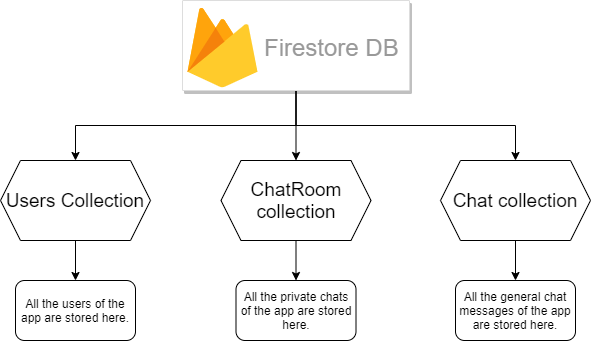 Firestore DB
Users Collection
ChatRoom
collection
Chat collection
All the users of the
app are stored here.
All the private chats
of the app are stored
here.
All the general chat
messages of the app
are stored here.